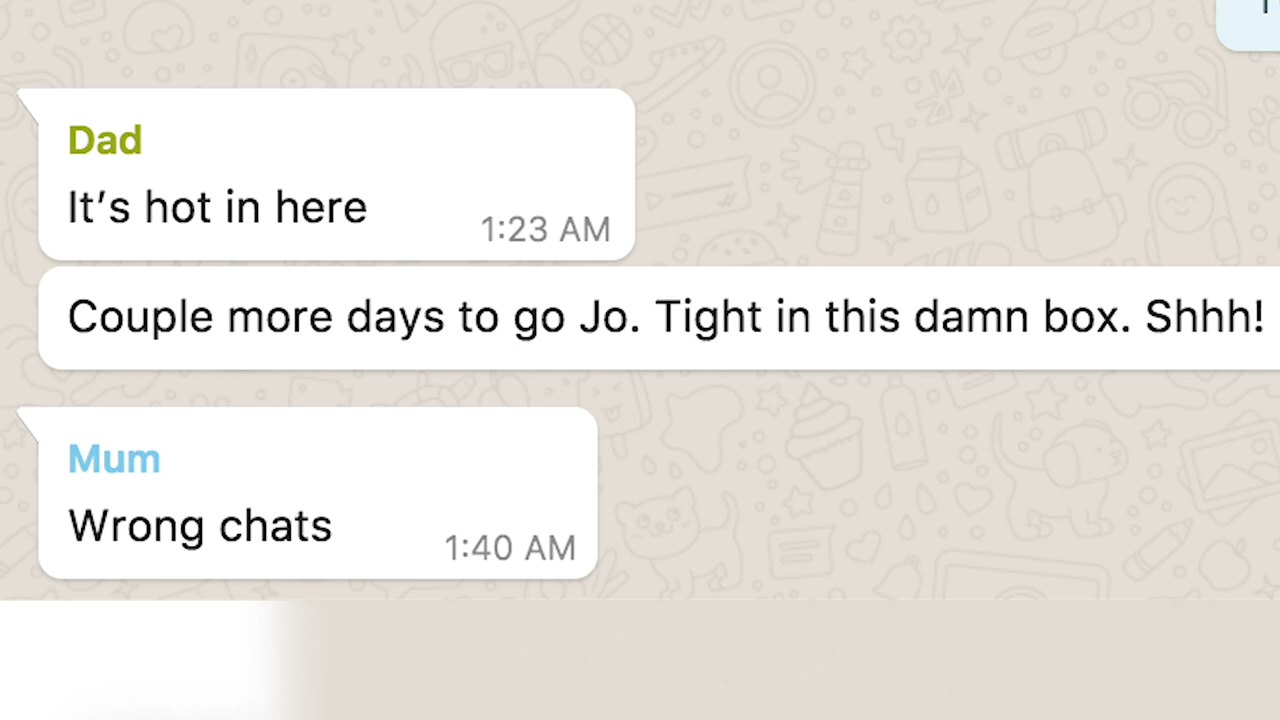 Dad
It’s hot in here
1:23 AM
Couple more days to go Jo. Tight in this damn box. Shhh!
Mum
Wrong chats
1:40 AM